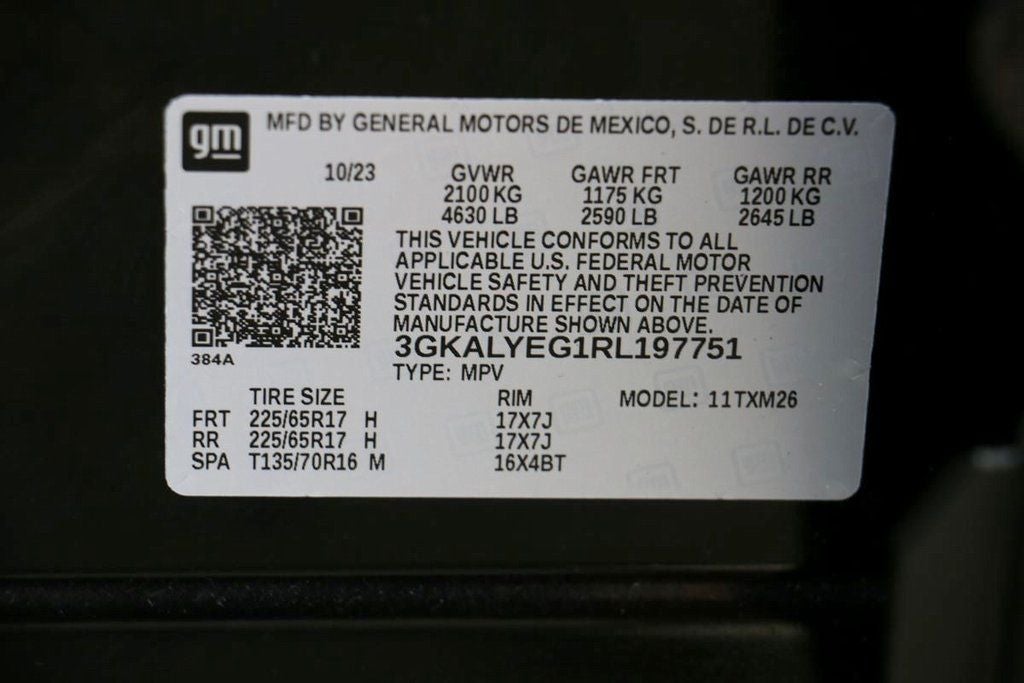 gm MFD BY GENERAL MOTORS DE MEXICO, S. DE R.L. DE C.V.
10/23 GVWR GAWR FRT GAWR RR
2100 KG 1175 KG 1200 KG
4630 LB 2590 LB 2645 LB
THIS VEHICLE CONFORMS TO ALL
APPLICABLE U.S. FEDERAL MOTOR
VEHICLE SAFETY AND THEFT PREVENTION
STANDARDS IN EFFECT ON THE DATE OF
MANUFACTURE SHOWN ABOVE.
3GKALYEG1RL197751
384A
TYPE: MPV
TIRE SIZE RIM MODEL: 11TXM26
FRT 225/65R17 H 17X7J
RR 225/65R17 H 17X7J
SPA T135/70R16 M 16X4BT